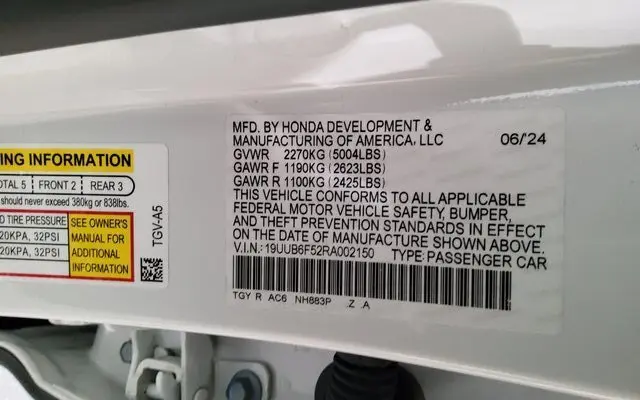 NG INFORMATION
OTAL 5 FRONT 2 REAR 3
should never exceed 380kg or 838lbs.
D TIRE PRESSURE
20KPA, 32PSI
20KPA, 32PSI
SEE OWNER'S
MANUAL FOR
ADDITIONAL
INFORMATION
TGV-A5
MFD. BY HONDA DEVELOPMENT &
MANUFACTURING OF AMERICA, LLC 06/'24
GVWR 2270KG (5004LBS)
GAWR F 1190KG (2623LBS)
GAWR R 1100KG (2425LBS)
THIS VEHICLE CONFORMS TO ALL APPLICABLE
FEDERAL MOTOR VEHICLE SAFETY, BUMPER,
AND THEFT PREVENTION STANDARDS IN EFFECT
ON THE DATE OF MANUFACTURE SHOWN ABOVE.
V.I.N.: 19UUB6F52RA002150 TYPE: PASSENGER CAR
TGY R AC6 NH883P Z A